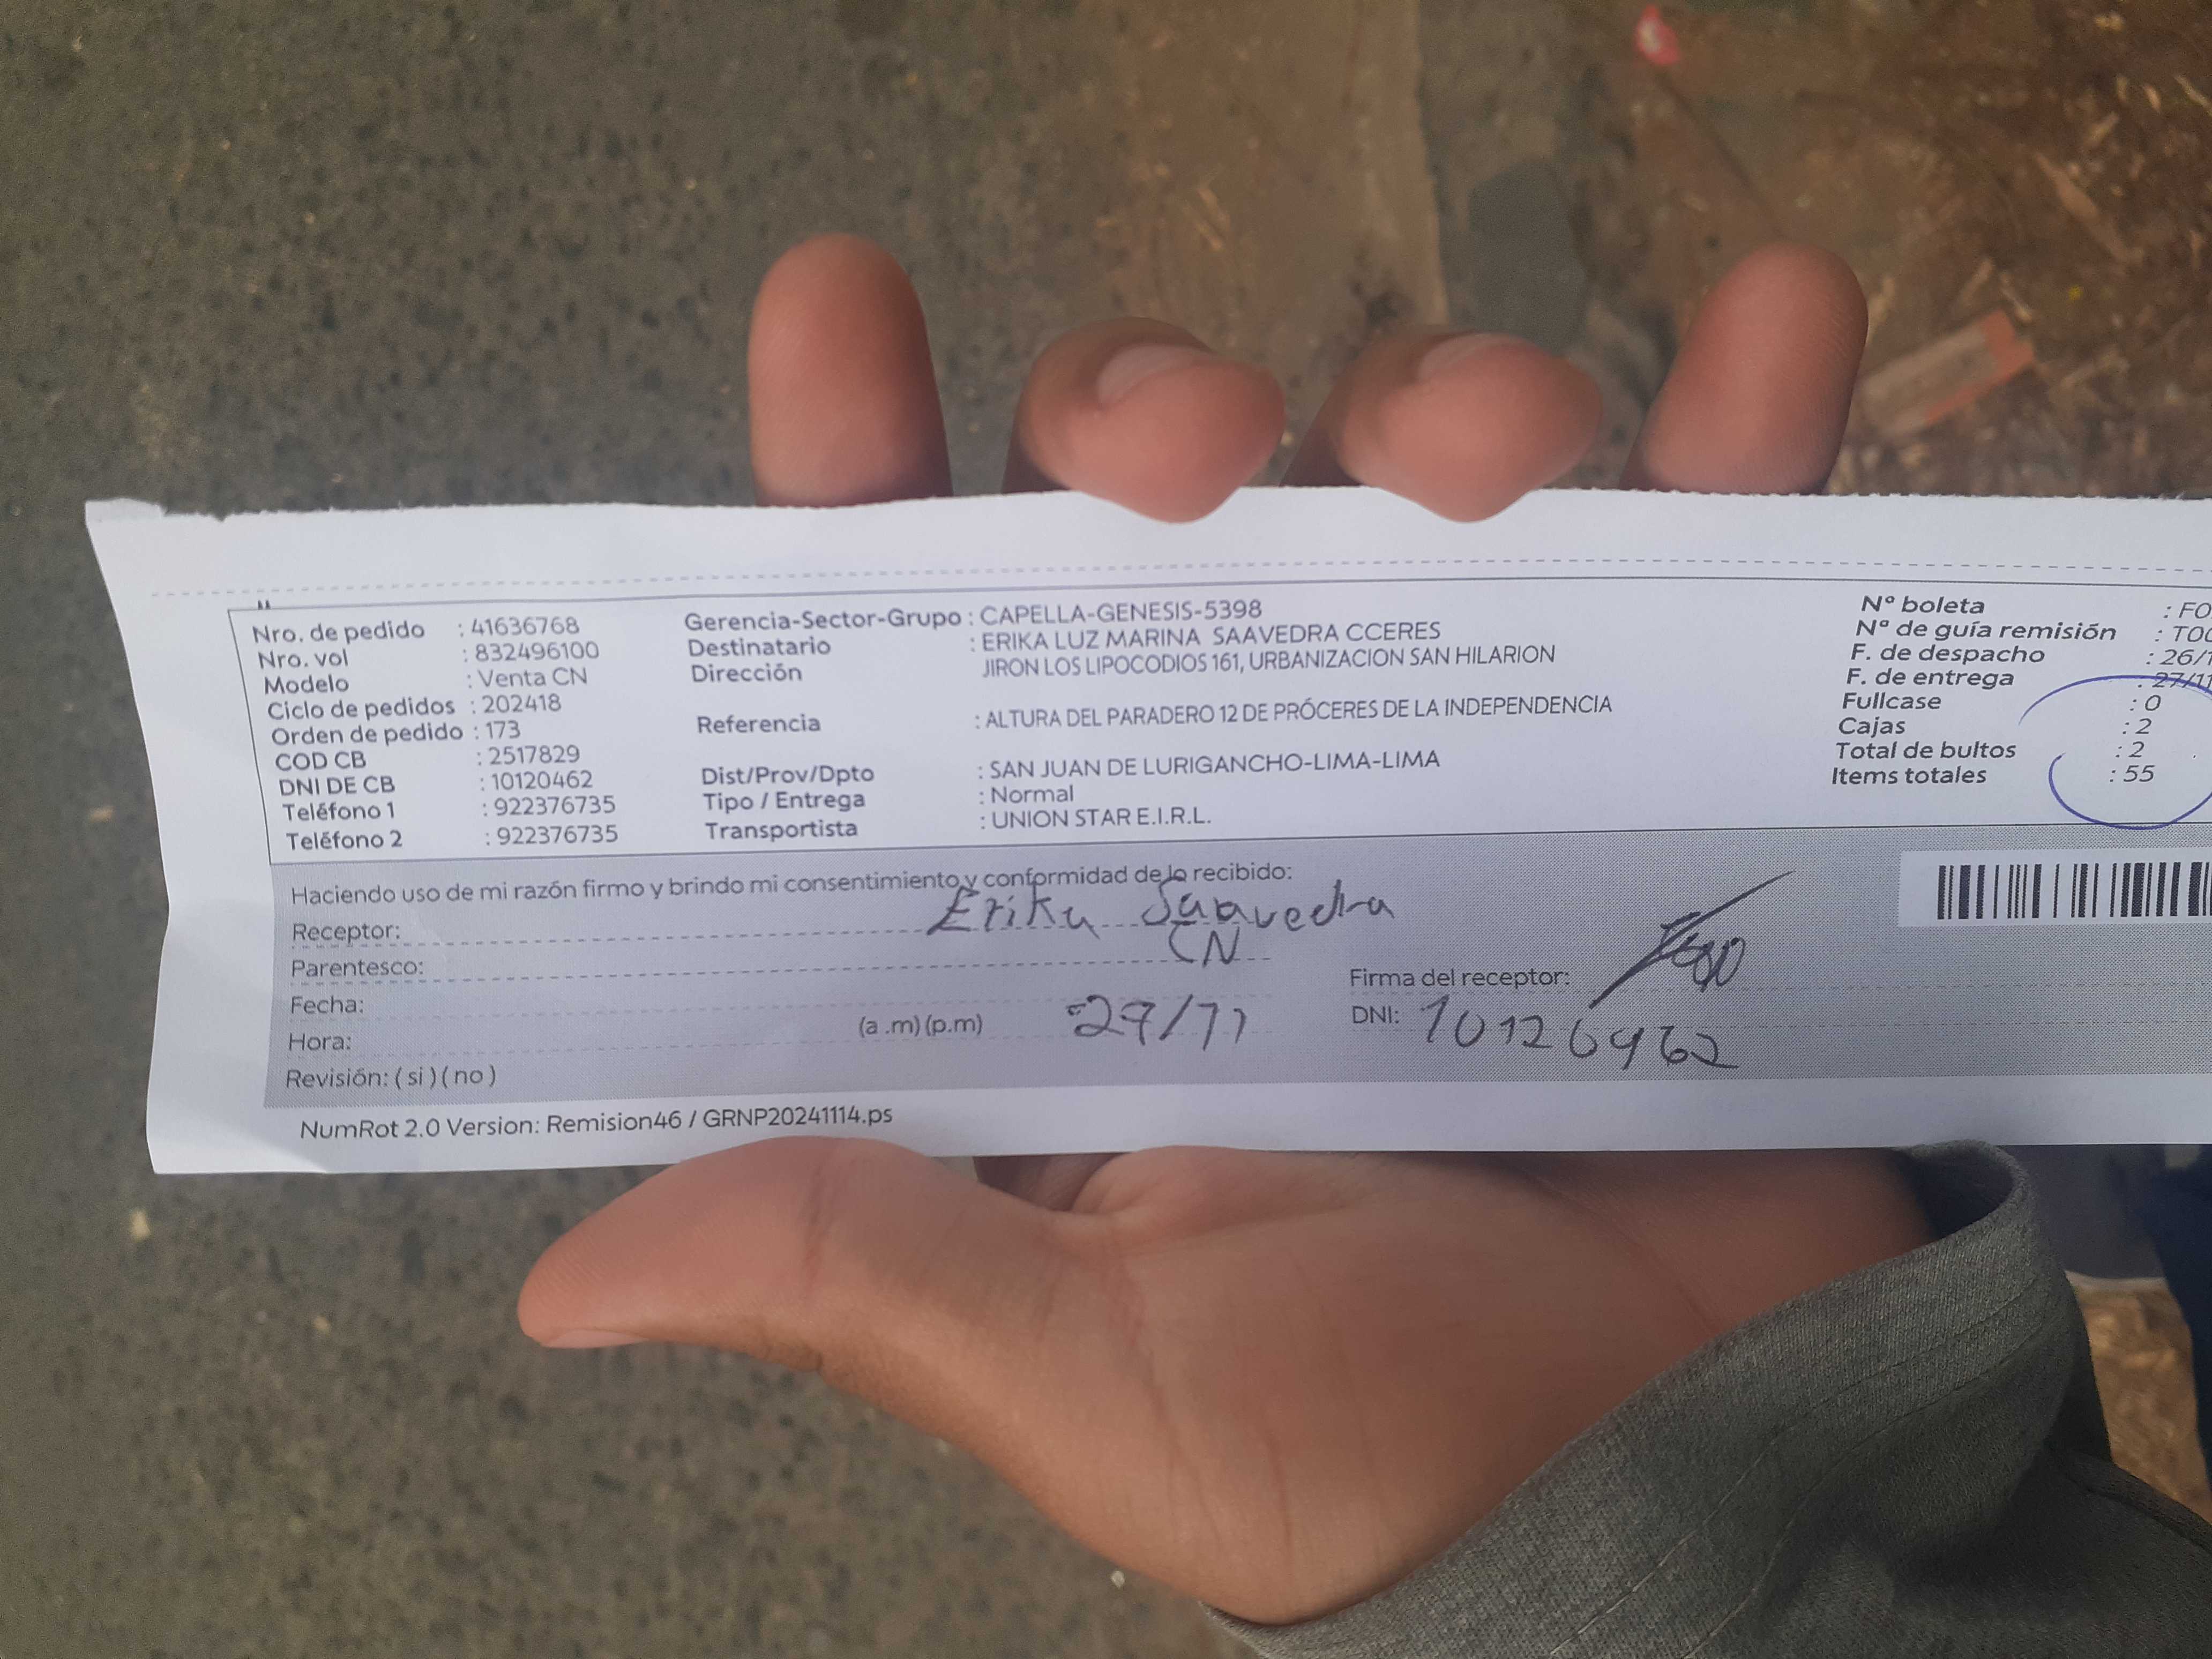 Nro. de pedido : 41636768
Nro. vol : 832496100
Modelo : Venta CN
Ciclo de pedidos : 202418
Orden de pedido : 173
COD CB : 2517829
DNI DE CB : 10120462
Teléfono 1 : 922376735
Teléfono 2 : 922376735
Gerencia-Sector-Grupo : CAPELLA-GENESIS-5398
Destinatario : ERIKA LUZ MARINA SAAVEDRA CCERES
Dirección JIRON LOS LIPOCODIOS 161, URBANIZACION SAN HILARION
Referencia : ALTURA DEL PARADERO 12 DE PRÓCERES DE LA INDEPENDENCIA
Dist/Prov/Dpto : SAN JUAN DE LURIGANCHO-LIMA-LIMA
Tipo / Entrega : Normal
Transportista : UNION STAR E.I.R.L.
Nº boleta : FO
Nº de guía remisión : T00
F. de despacho : 26/1
F. de entrega : 27/11
Fullcase : 0
Cajas : 2
Total de bultos : 2
Items totales : 55
Haciendo uso de mi razón firmo y brindo mi consentimiento y conformidad de lo recibido:
Receptor: Erika Saavedra
Parentesco: CN
Fecha:
Hora: (a .m) (p.m) 27/11
Revisión: ( si ) ( no )
Firma del receptor:
DNI: 10120462
NumRot 2.0 Version: Remision46 / GRNP20241114.ps